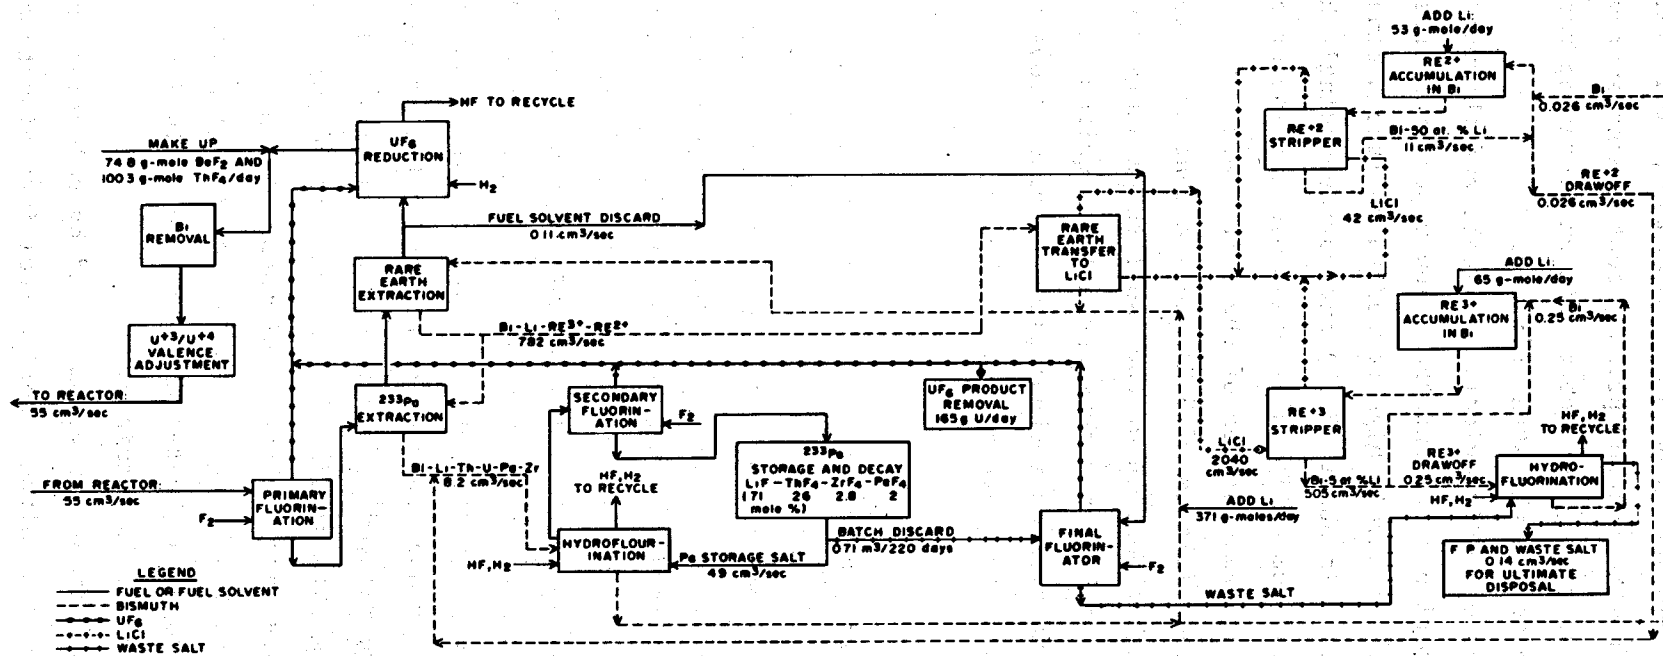 ADD Li:
53 g-mole/day
RE2+
ACCUMULATION
IN Bi
Bi
0.026 cm3/sec
HF TO RECYCLE
UF6
REDUCTION
H2
MAKE UP
74.8 g-mole BeF2 AND
100.3 g-mole ThF4/day
RE+2
STRIPPER
Bi-50 at. % Li
11 cm3/sec
RE+2
DRAWOFF
0.026 cm3/sec
LiCl
42 cm3/sec
Bi
REMOVAL
FUEL SOLVENT DISCARD
0.11 cm3/sec
RARE
EARTH
TRANSFER
TO
LiCl
RARE
EARTH
EXTRACTION
ADD Li:
65 g-mole/day
RE3+
ACCUMULATION
IN Bi
Bi
0.25 cm3/sec
U+3/U+4
VALENCE
ADJUSTMENT
Bi-Li-RE3+-RE2+
782 cm3/sec
TO REACTOR:
55 cm3/sec
233Pa
EXTRACTION
SECONDARY
FLUORIN-
ATION
F2
UF6 PRODUCT
REMOVAL
165 g U/day
RE+3
STRIPPER
HF, H2
TO RECYCLE
LiCl
2040
cm3/sec
233Pa
STORAGE AND DECAY
LiF-ThF4-ZrF4-PaF4
(71 26 2.8 2
mole %)
Bi-Li-Th-U-Pa-Zr
8.2 cm3/sec
HF, H2
TO RECYCLE
RE3+
DRAWOFF
0.25 cm3/sec
Bi-5 at %Li
505 cm3/sec
HYDRO-
FLUORINATION
HF, H2
FROM REACTOR:
55 cm3/sec
PRIMARY
FLUORIN-
ATION
F2
ADD Li
371 g-moles/day
BATCH DISCARD
0.71 m3/220 days
HYDROFLOUR-
INATION
HF, H2
Pa STORAGE SALT
49 cm3/sec
FINAL
FLUORIN-
ATOR
F2
F P AND WASTE SALT
0.14 cm3/sec
FOR ULTIMATE
DISPOSAL
WASTE SALT
LEGEND
FUEL OR FUEL SOLVENT
BISMUTH
UF6
LiCl
WASTE SALT